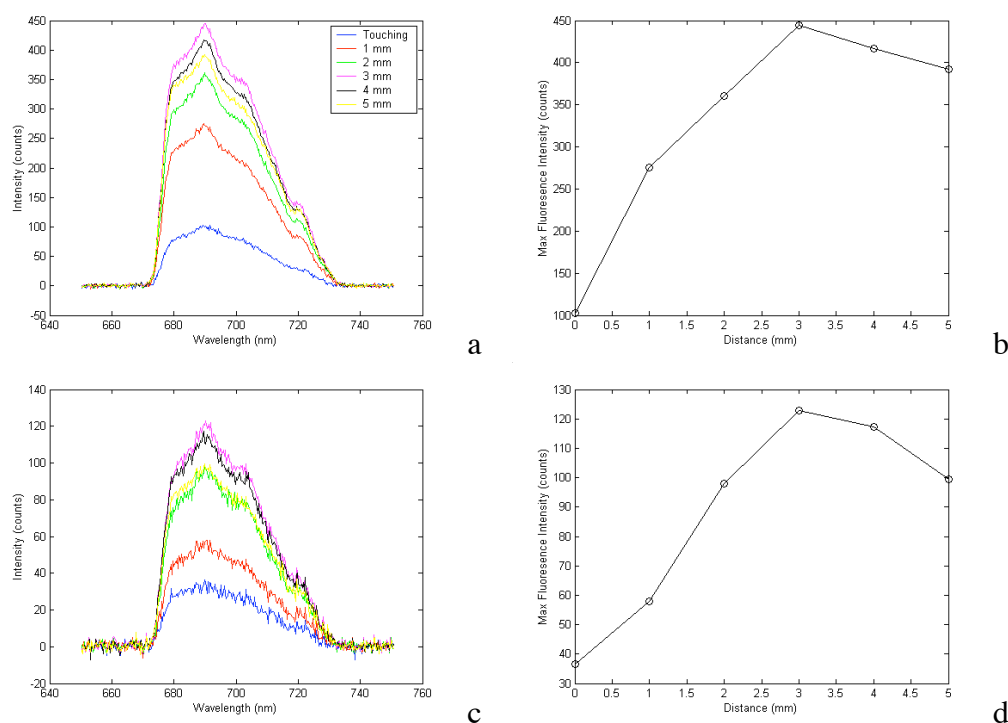 450
400
350
300
250
200
150
100
50
0
-50
Intensity (counts)
640 660 680 700 720 740 760
Wavelength (nm)
Touching
1 mm
2 mm
3 mm
4 mm
5 mm
a
450
400
350
300
250
200
150
100
Max Fluoresence Intensity (counts)
0 0.5 1 1.5 2 2.5 3 3.5 4 4.5 5
Distance (mm)
b
140
120
100
80
60
40
20
0
-20
Intensity (counts)
640 660 680 700 720 740 760
Wavelength (nm)
c
130
120
110
100
90
80
70
60
50
40
30
Max Fluoresence Intensity (counts)
0 0.5 1 1.5 2 2.5 3 3.5 4 4.5 5
Distance (mm)
d